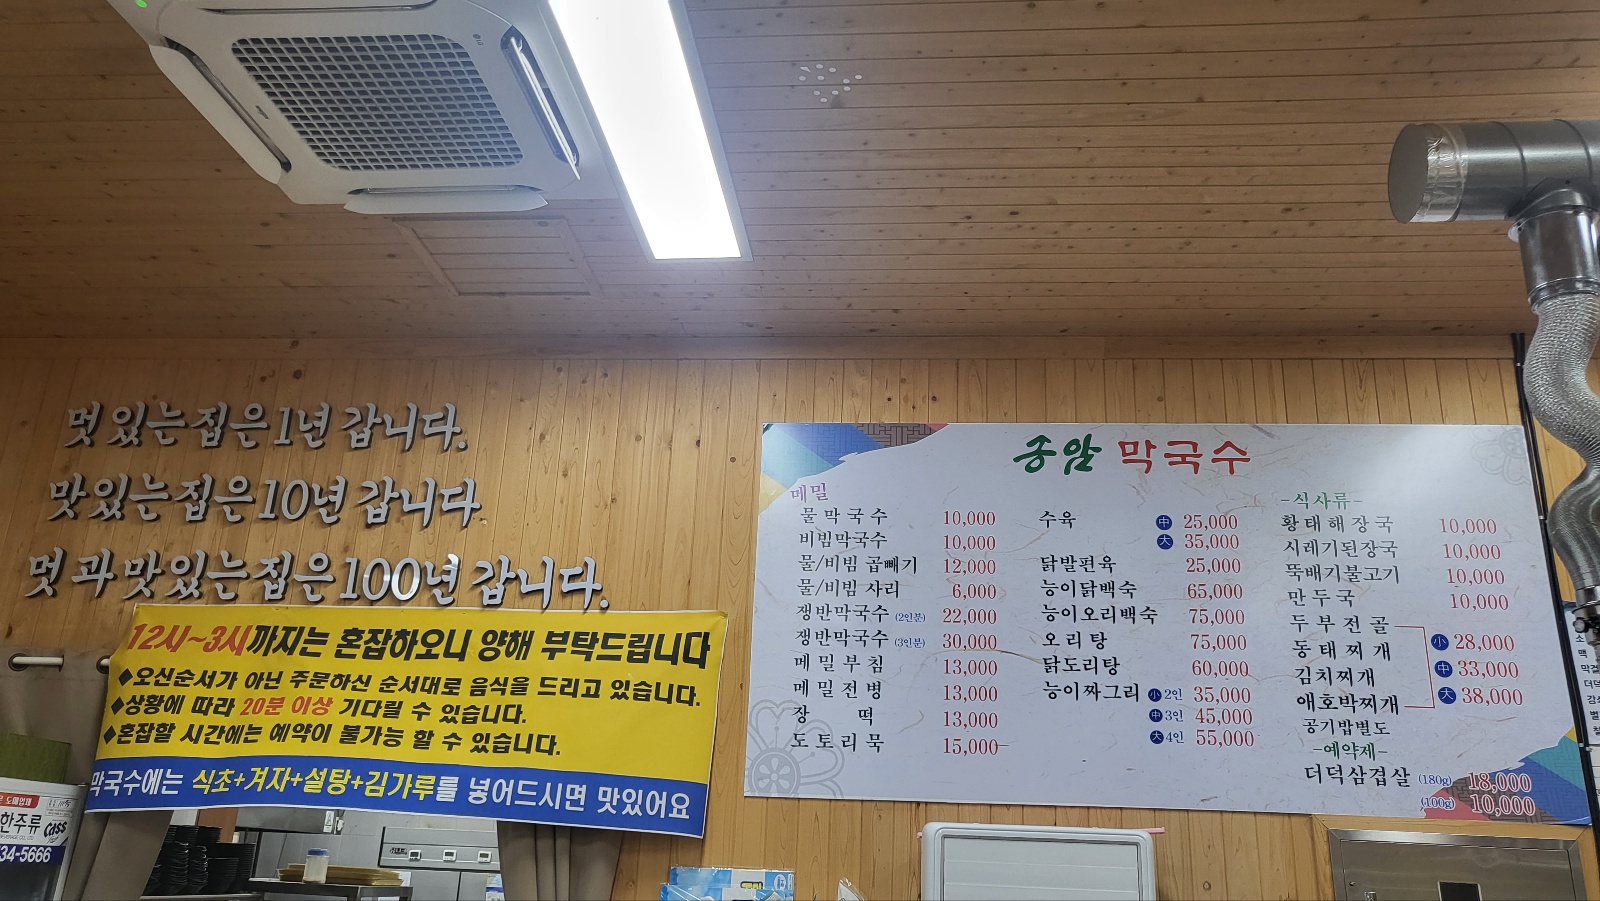 멋있는집은 1년 갑니다.
맛있는집은 10년 갑니다
멋과 맛있는집은 100년 갑니다.
12시~3시까지는 혼잡하오니 양해 부탁드립니다
◆오신순서가 아닌 주문하신 순서대로 음식을 드리고 있습니다.
◆상황에 따라 20분 이상 기다릴 수 있습니다.
◆혼잡할 시간에는 예약이 불가능 할 수 있습니다.
막국수에는 식초+겨자+설탕+김가루를 넣어드시면 맛있어요
송암 막국수
메밀
물막국수 10,000
비빔막국수 10,000
물/비빔 곱빼기 12,000
물/비빔 사리 6,000
쟁반막국수 (2인분) 22,000
쟁반막국수 (3인분) 30,000
메밀부침 13,000
메밀전병 13,000
장떡 13,000
도토리묵 15,000
수육 中 25,000
大 35,000
닭발편육 25,000
능이닭백숙 65,000
능이오리백숙 75,000
오리탕 75,000
닭도리탕 60,000
능이짜그리 小 2인 35,000
中 3인 45,000
大 4인 55,000
-식사류-
황태해장국 10,000
시레기된장국 10,000
뚝배기불고기 10,000
만두국 10,000
두부전골
동태찌개 小 28,000
김치찌개 中 33,000
애호박찌개 大 38,000
공기밥별도
-예약제-
더덕삼겹살 (180g) 18,000
(100g) 10,000
한주류
Cass
34-5666